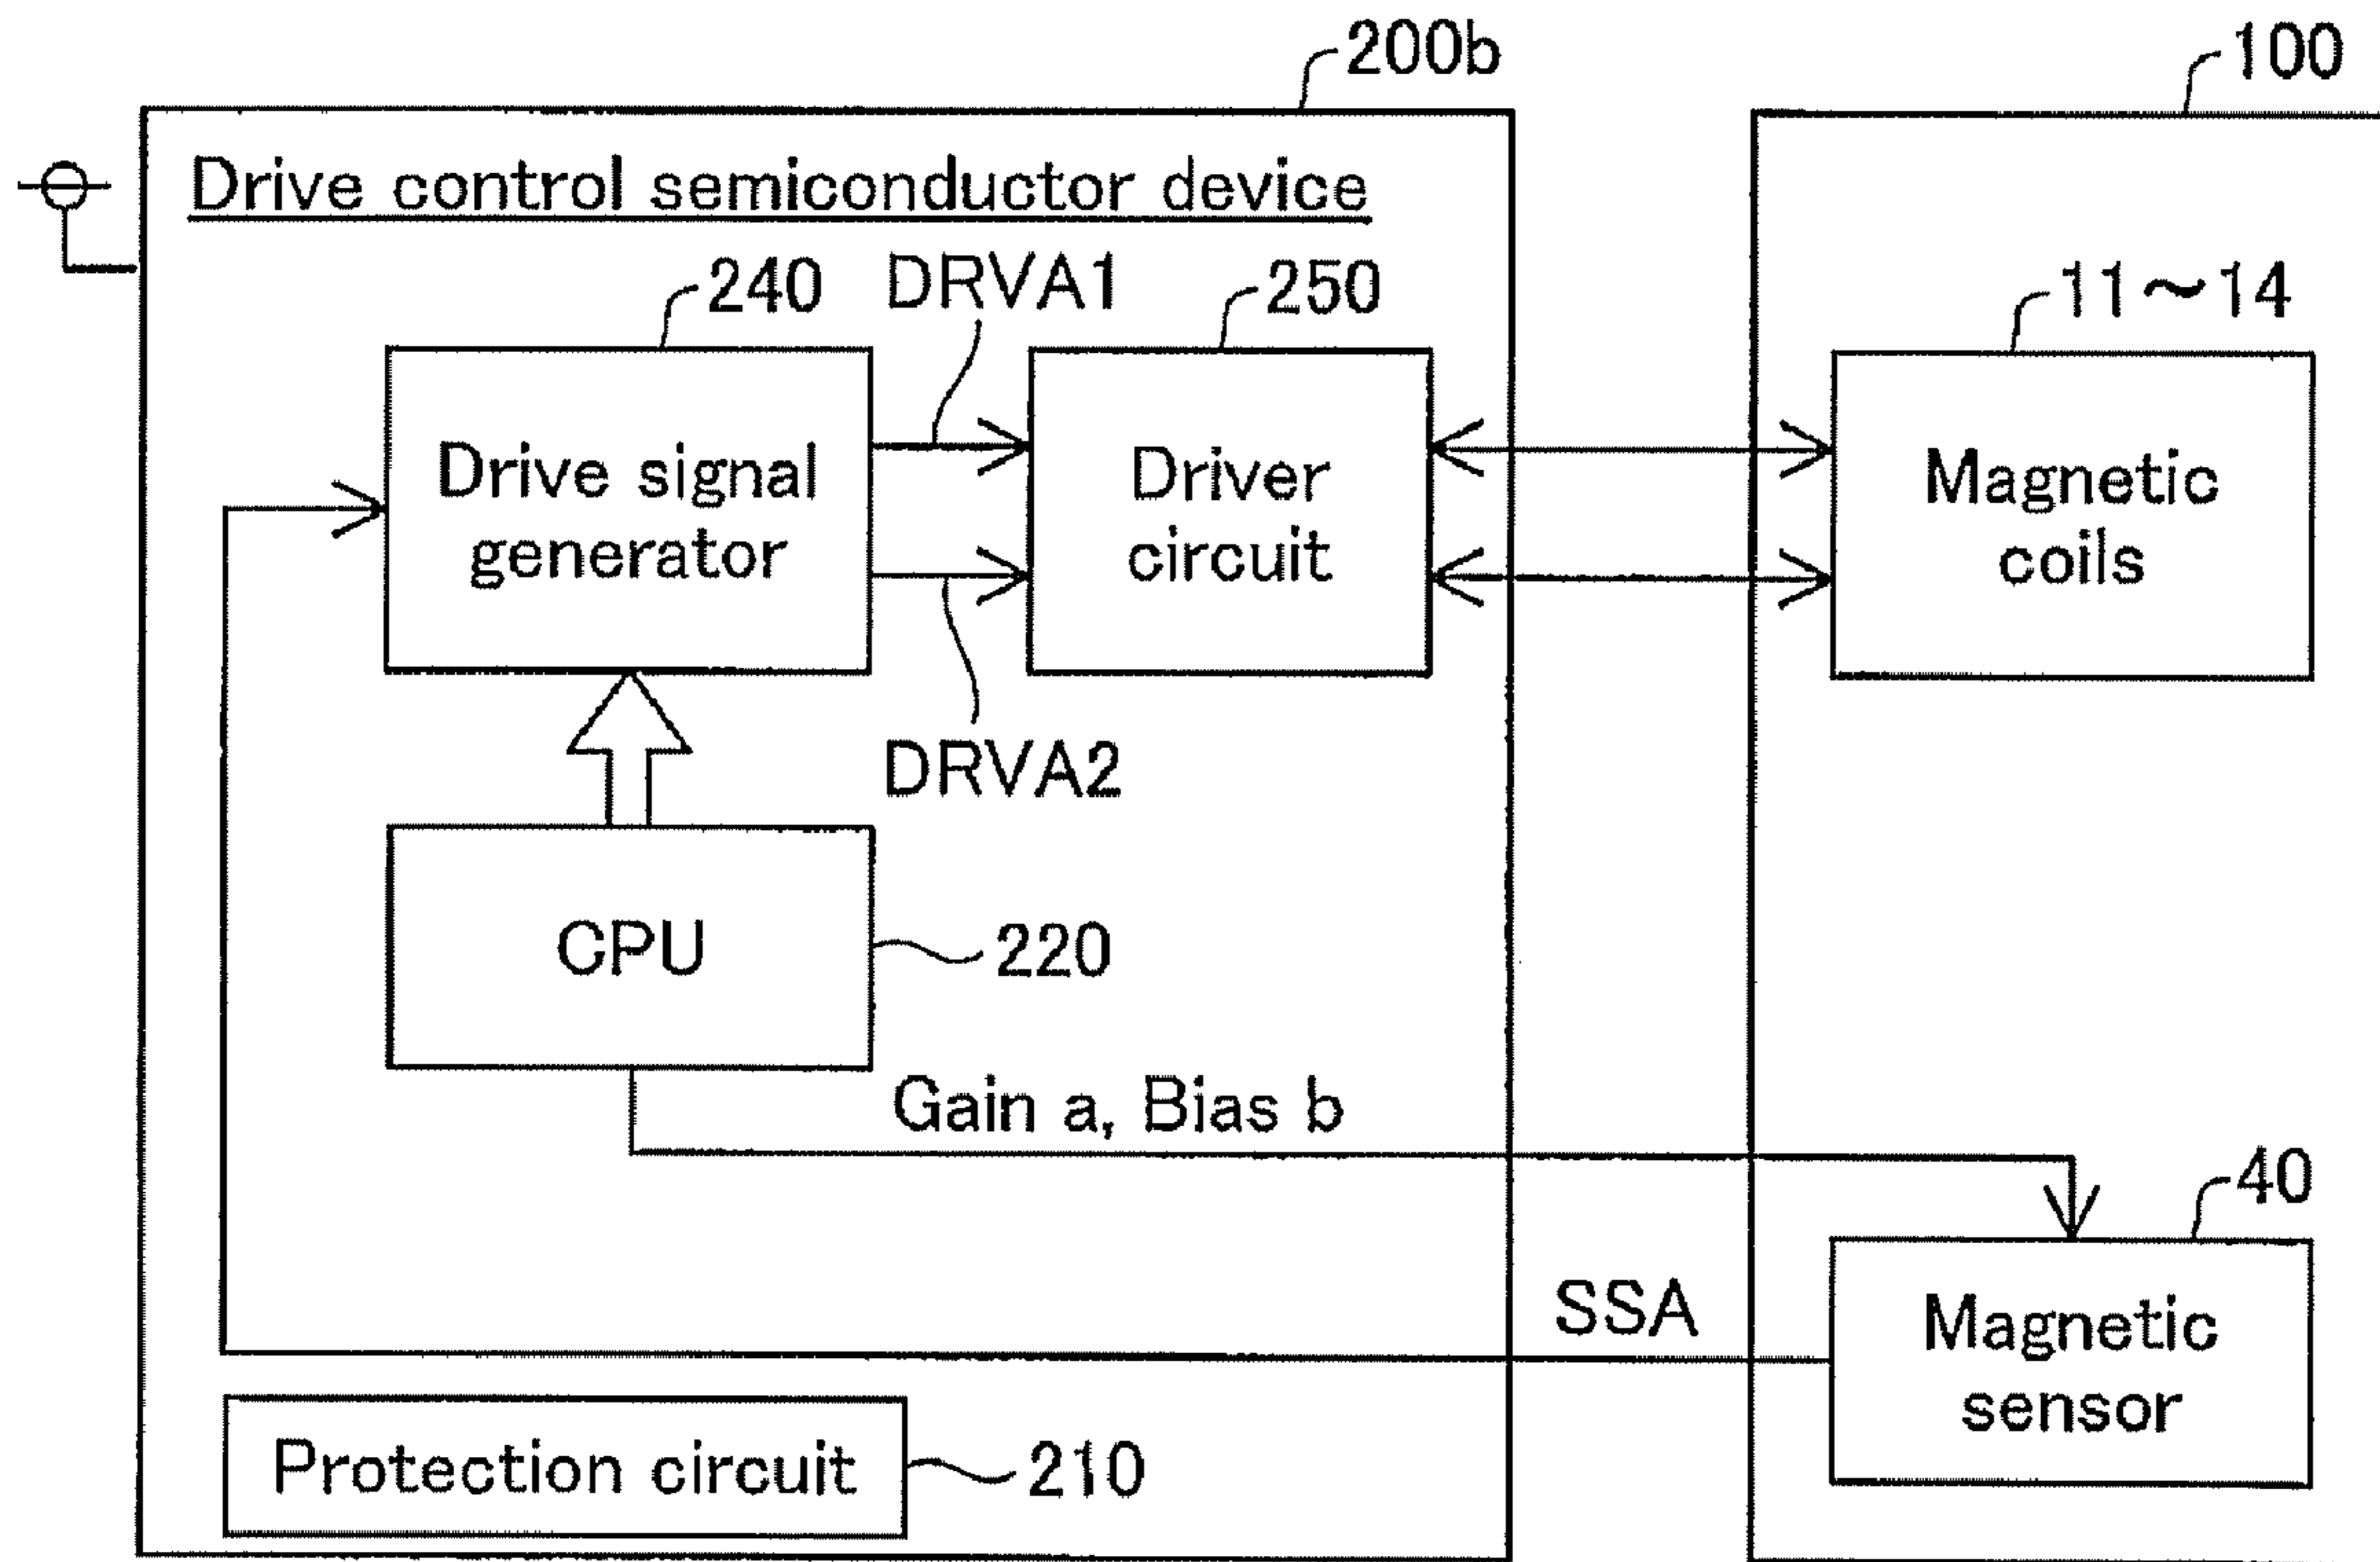 200b
100
Drive control semiconductor device
240
DRVA1
250
11～14
Drive signal
generator
Driver
circuit
Magnetic
coils
DRVA2
CPU
220
Gain a, Bias b
40
SSA
Magnetic
sensor
Protection circuit
210